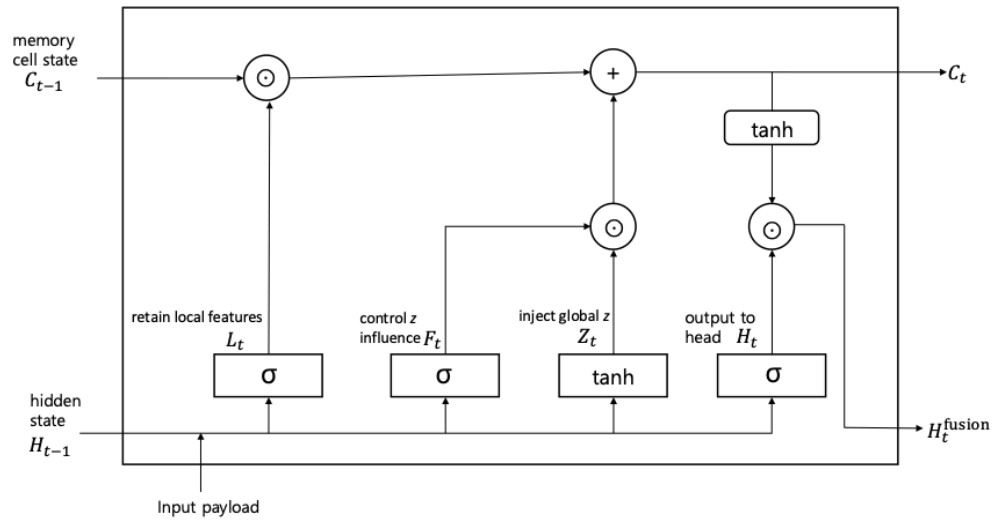 memory
cell state
C_{t-1}
⊙
+
C_t
tanh
⊙
⊙
retain local features
L_t
control z
influence F_t
inject global z
Z_t
output to
head H_t
σ
σ
tanh
σ
hidden
state
H_{t-1}
H_t^{fusion}
Input payload